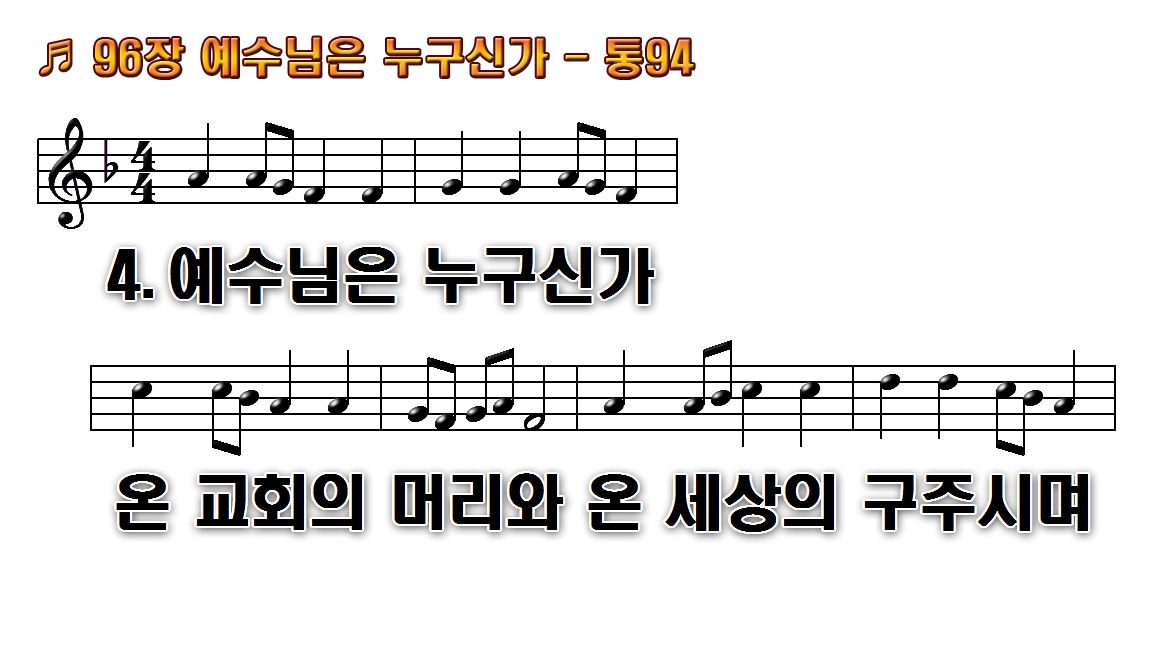 ♬ 96장 예수님은 누구신가 - 통94
4
4
4. 예수님은 누구신가
온 교회의 머리와 온 세상의 구주시며